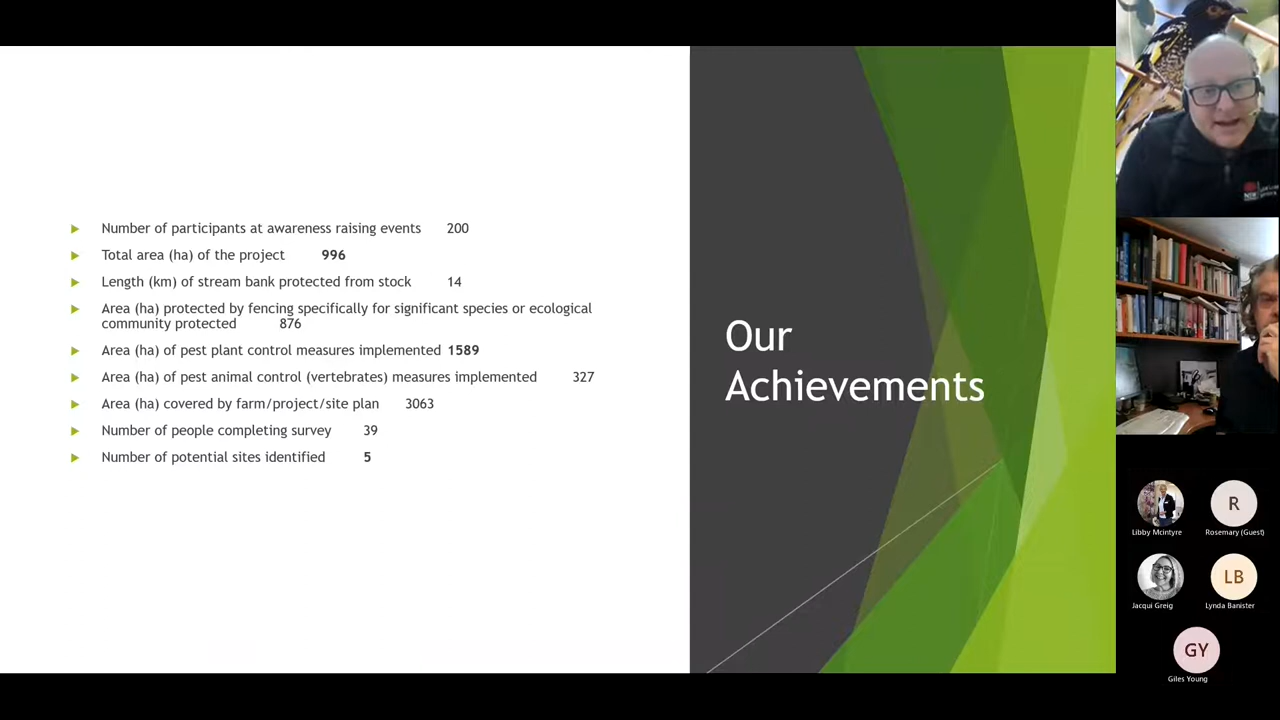 Number of participants at awareness raising events 200
Total area (ha) of the project 996
Length (km) of stream bank protected from stock 14
Area (ha) protected by fencing specifically for significant species or ecological
community protected 876
Area (ha) of pest plant control measures implemented 1589
Area (ha) of pest animal control (vertebrates) measures implemented 327
Area (ha) covered by farm/project/site plan 3063
Number of people completing survey 39
Number of potential sites identified 5
Our
Achievements
R
Libby Mcintyre
Rosemary (Guest)
LB
Jacqui Greig
Lynda Banister
GY
Giles Young